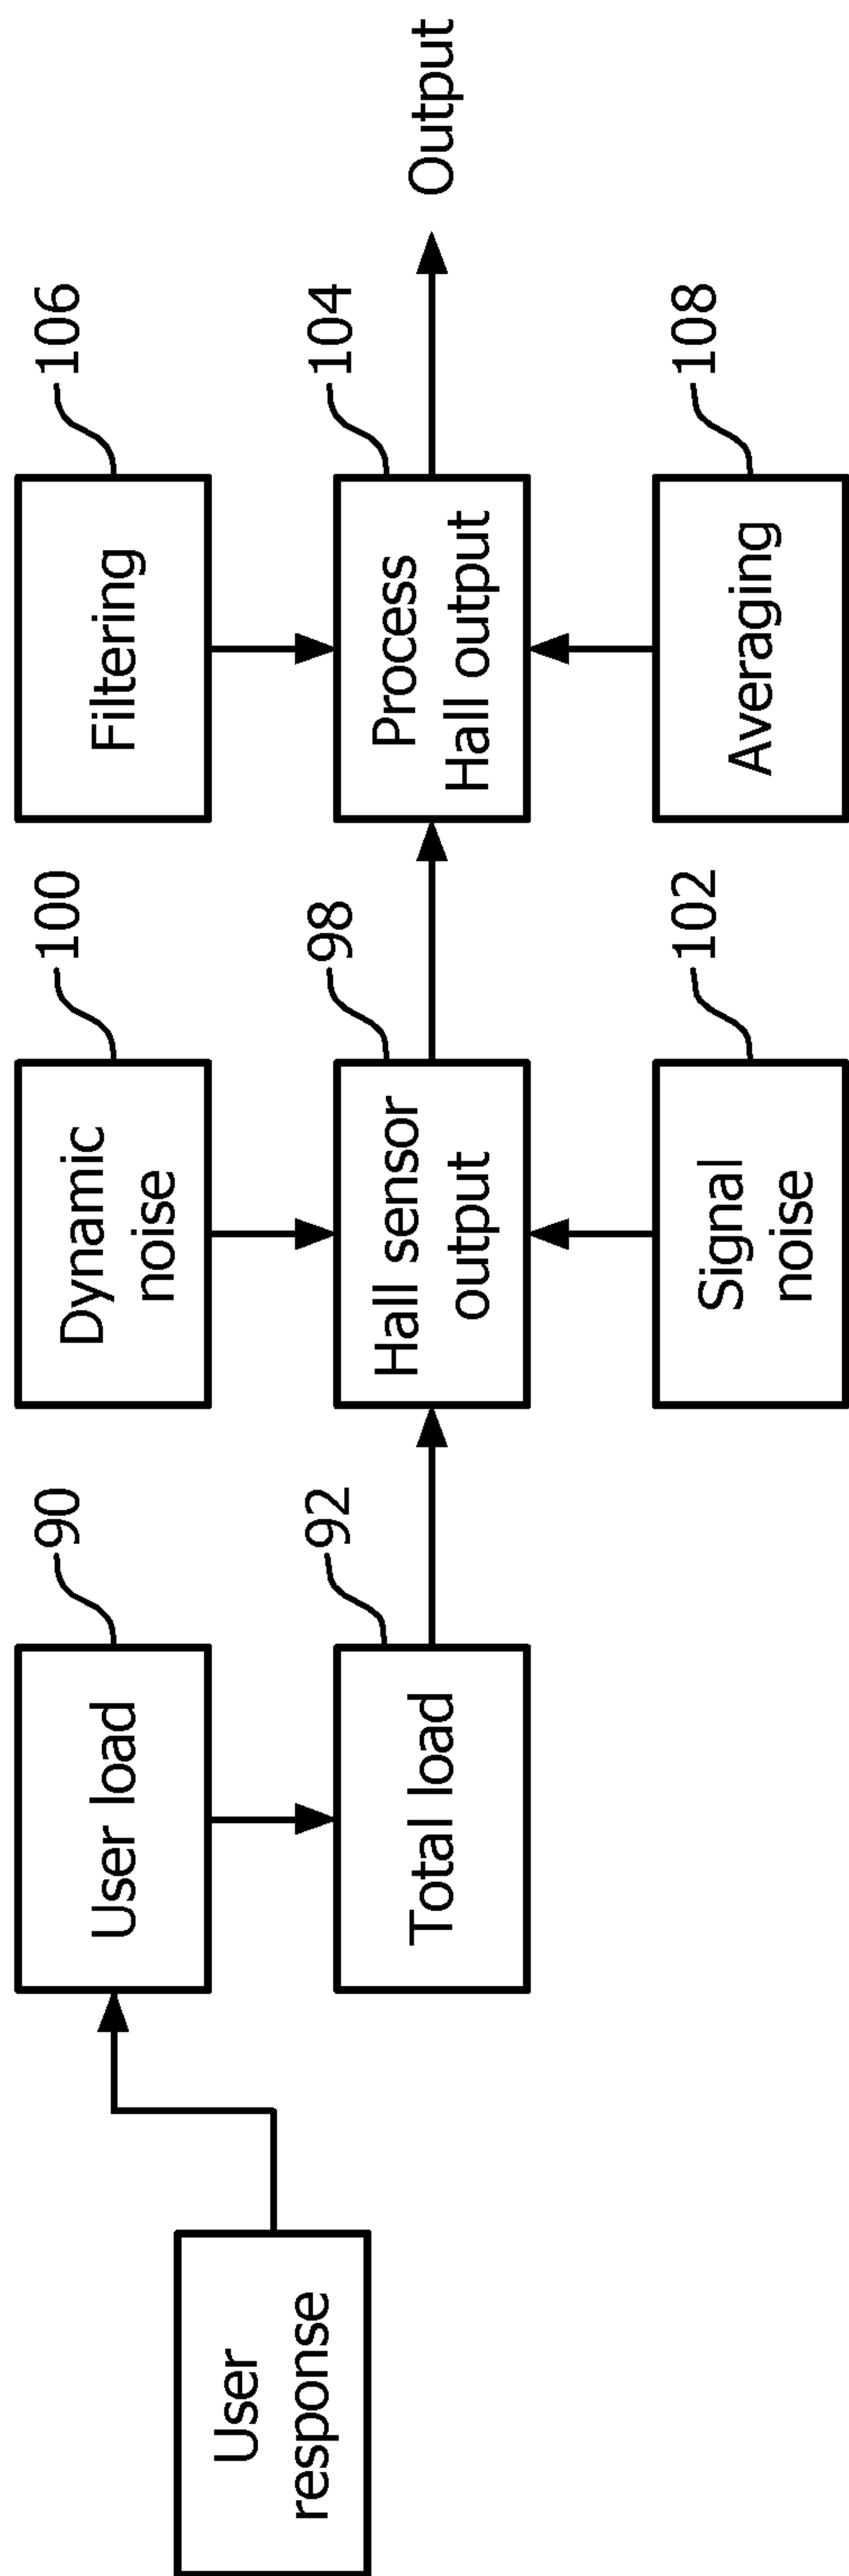 User
response
User load
90
Total load
92
Dynamic
noise
100
Hall sensor
output
98
Signal
noise
102
Filtering
106
Process
Hall output
104
Averaging
108
Output